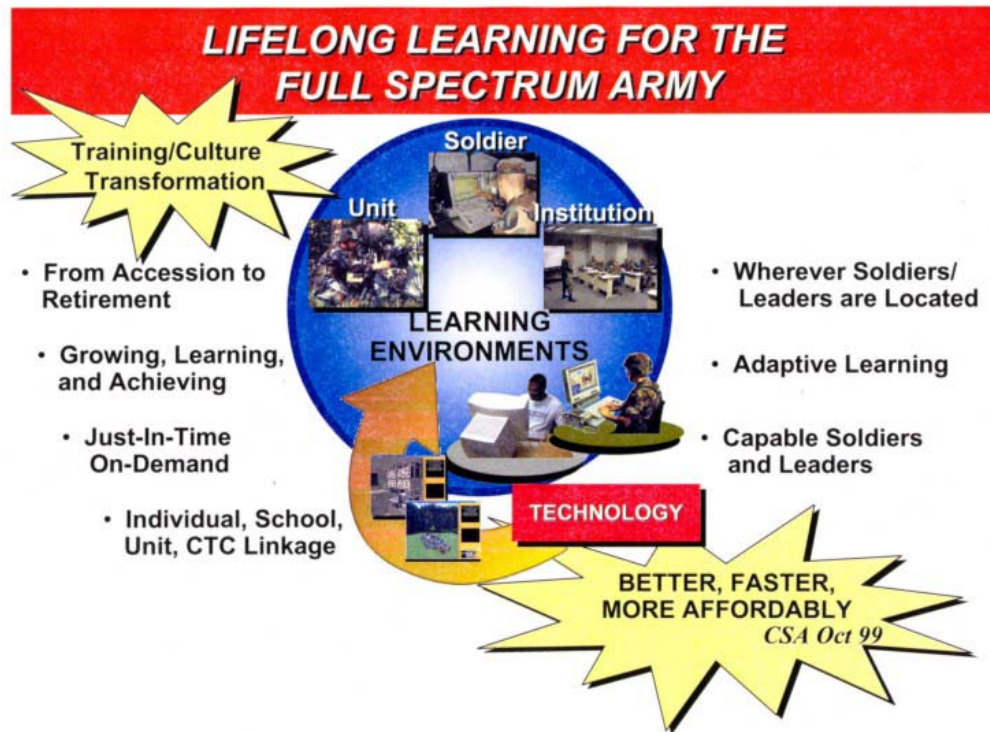 LIFELONG LEARNING FOR THE
FULL SPECTRUM ARMY
Training/Culture
Transformation
Soldier
Unit
Institution
LEARNING
ENVIRONMENTS
• From Accession to
Retirement
• Growing, Learning,
and Achieving
• Just-In-Time
On-Demand
• Individual, School,
Unit, CTC Linkage
• Wherever Soldiers/
Leaders are Located
• Adaptive Learning
• Capable Soldiers
and Leaders
TECHNOLOGY
BETTER, FASTER,
MORE AFFORDABLY
CSA Oct 99